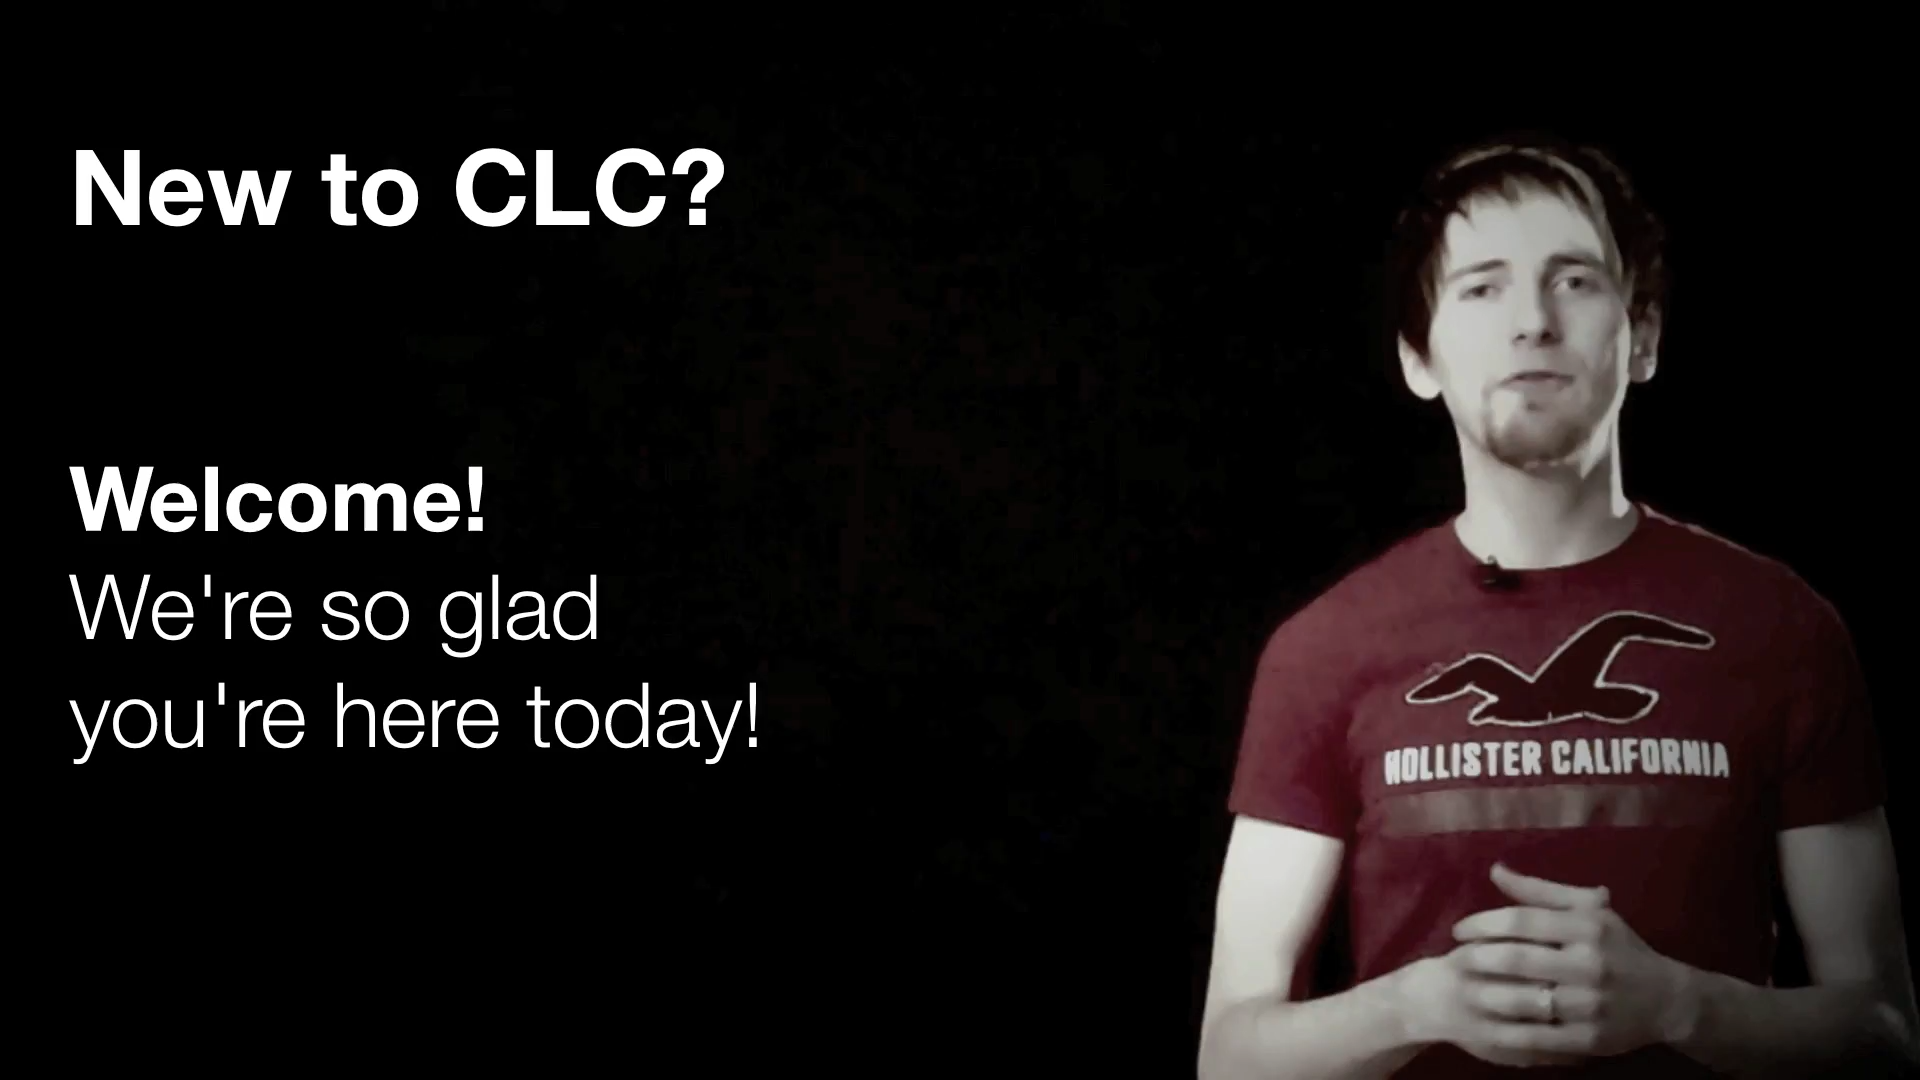 New to CLC?
Welcome!
We're so glad
you're here today!
HOLLISTER CALIFORNIA